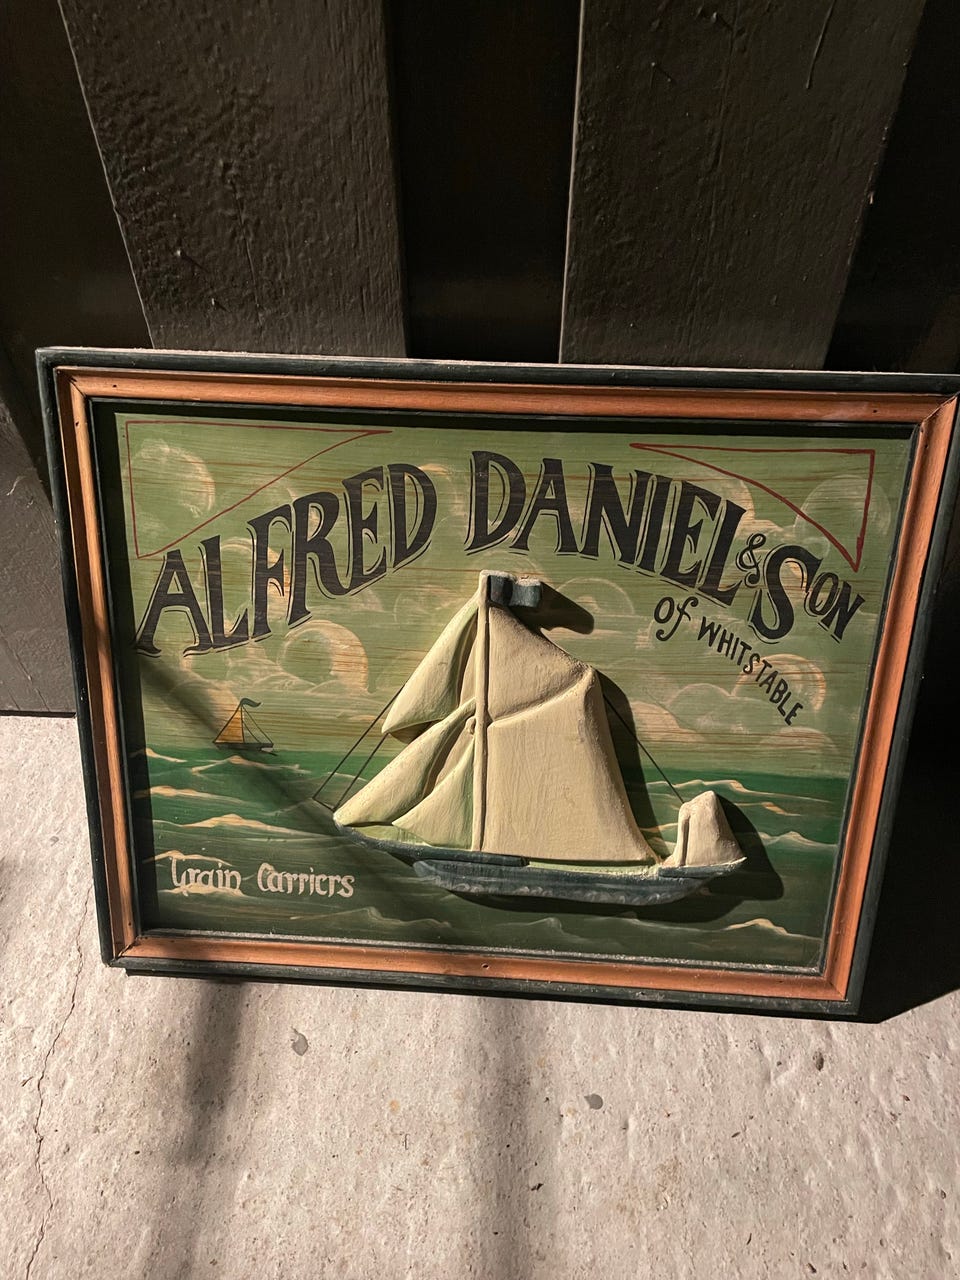 ALFRED DANIEL & SON
of WHITSTABLE
Grain Carriers